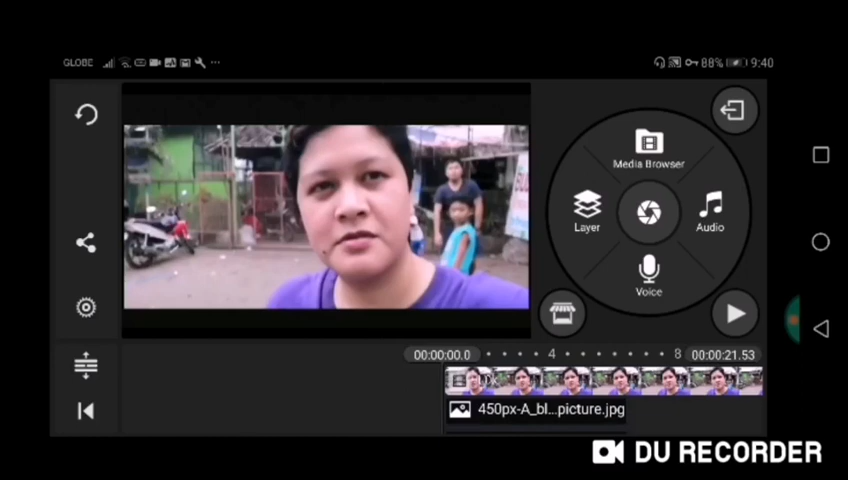 GLOBE
88%
9:40
Media Browser
Layer
Audio
Voice
00:00:00.0
4
8
00:00:21.53
450px-A_bl...picture.jpg
DU RECORDER